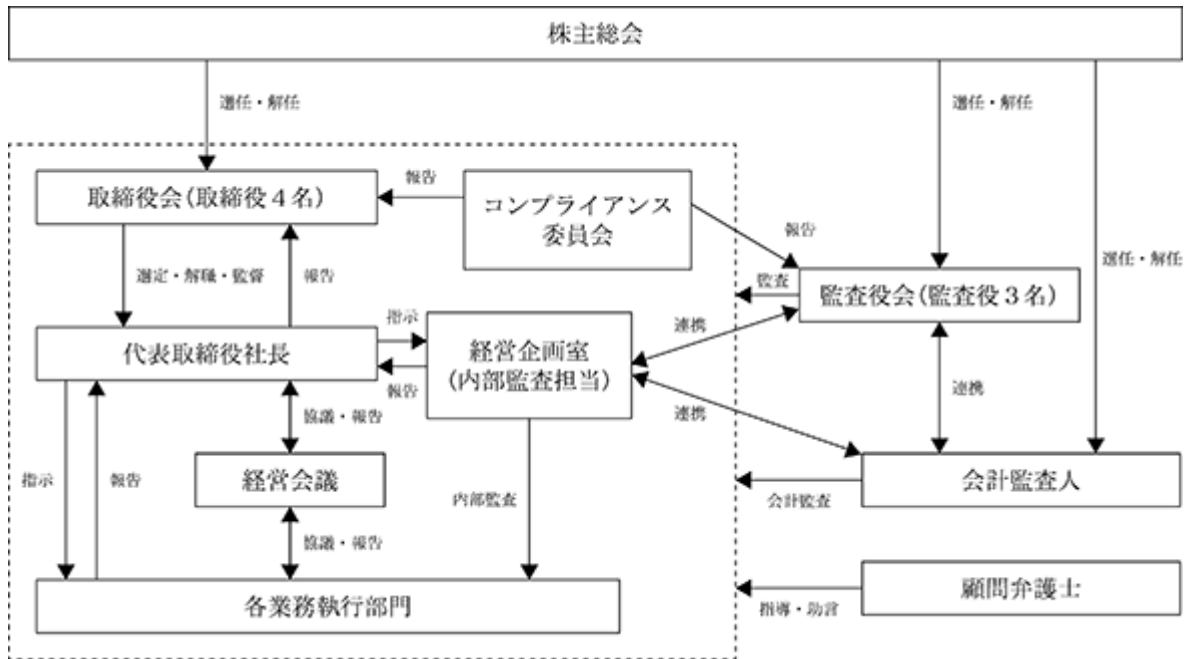 株主総会
選任・解任
選任・解任
選任・解任
取締役会(取締役4名)
報告
コンプライアンス
委員会
報告
監査役会(監査役3名)
監査
選定・解職・監督
報告
代表取締役社長
指示
報告
経営企画室
(内部監査担当)
連携
連携
連携
協議・報告
指示
報告
経営会議
内部監査
会計監査人
会計監査
協議・報告
各業務執行部門
顧問弁護士
指導・助言